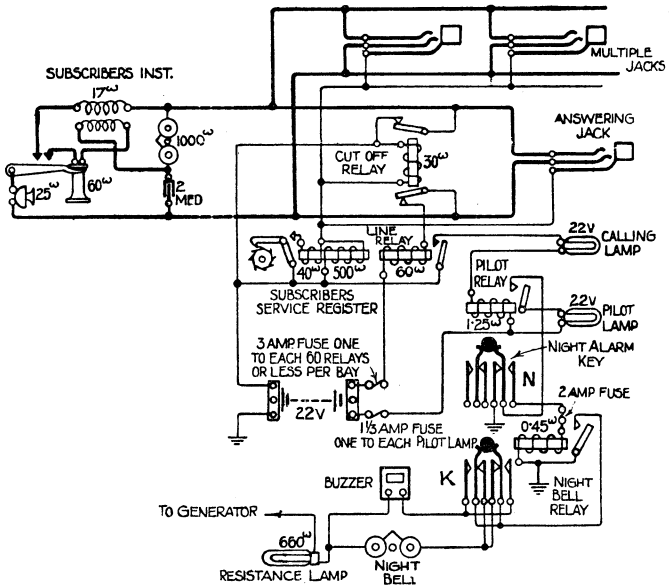 MULTIPLE
JACKS
SUBSCRIBERS INST.
17ω
1000ω
ANSWERING
JACK
CUT OFF
RELAY
30ω
25ω
60ω
2
MED
LINE
RELAY
22V
CALLING
LAMP
40ω 500ω
60ω
PILOT
RELAY
SUBSCRIBERS
SERVICE REGISTER
22V
PILOT
LAMP
1·25ω
3 AMP. FUSE ONE
TO EACH 60 RELAYS
OR LESS PER BAY
NIGHT ALARM
KEY
N
2 AMP FUSE
22V
1⅓ AMP FUSE
ONE TO EACH PILOT LAMP
0·45ω
K
BUZZER
NIGHT
BELL
RELAY
TO GENERATOR
660ω
RESISTANCE LAMP
NIGHT
BELL